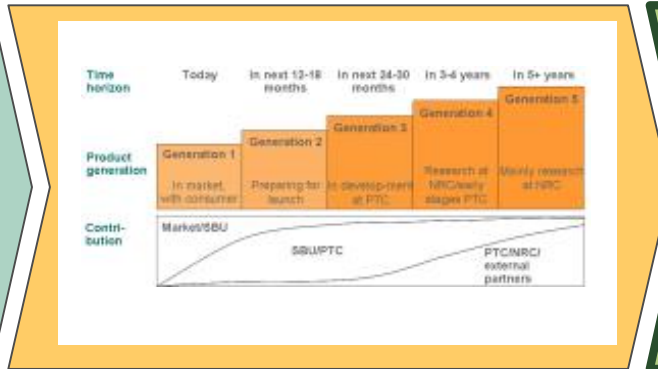 Time horizon
Today
In next 12-18 months
In next 24-30 months
In 3-4 years
In 5+ years
Product generation
Generation 1
Generation 2
Generation 3
Generation 4
Generation 5
In market, with consumer
Preparing for launch
In develop-ment at PTC
Research at NRC/early stages PTC
Mainly research at NRC
Contri-
bution
Market/SBU
SBU/PTC
PTC/NRC/
external
partners